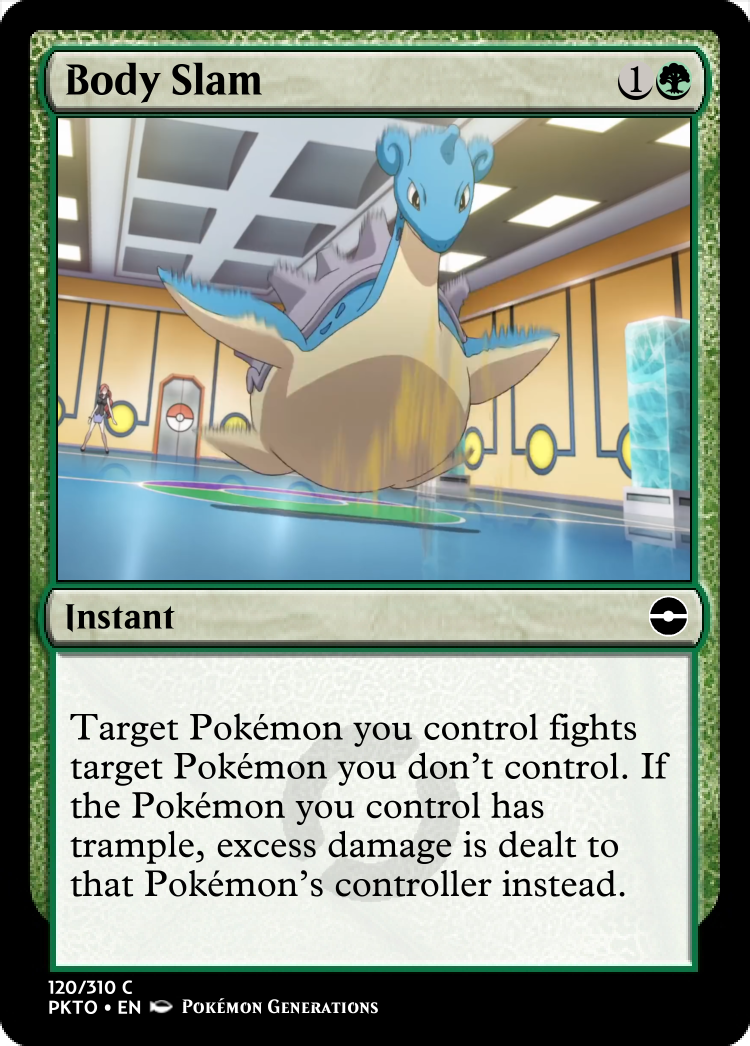 Body Slam 1
Instant
Target Pokémon you control fights
target Pokémon you don't control. If
the Pokémon you control has
trample, excess damage is dealt to
that Pokémon's controller instead.
120/310 C
PKTO • EN Pokémon Generations